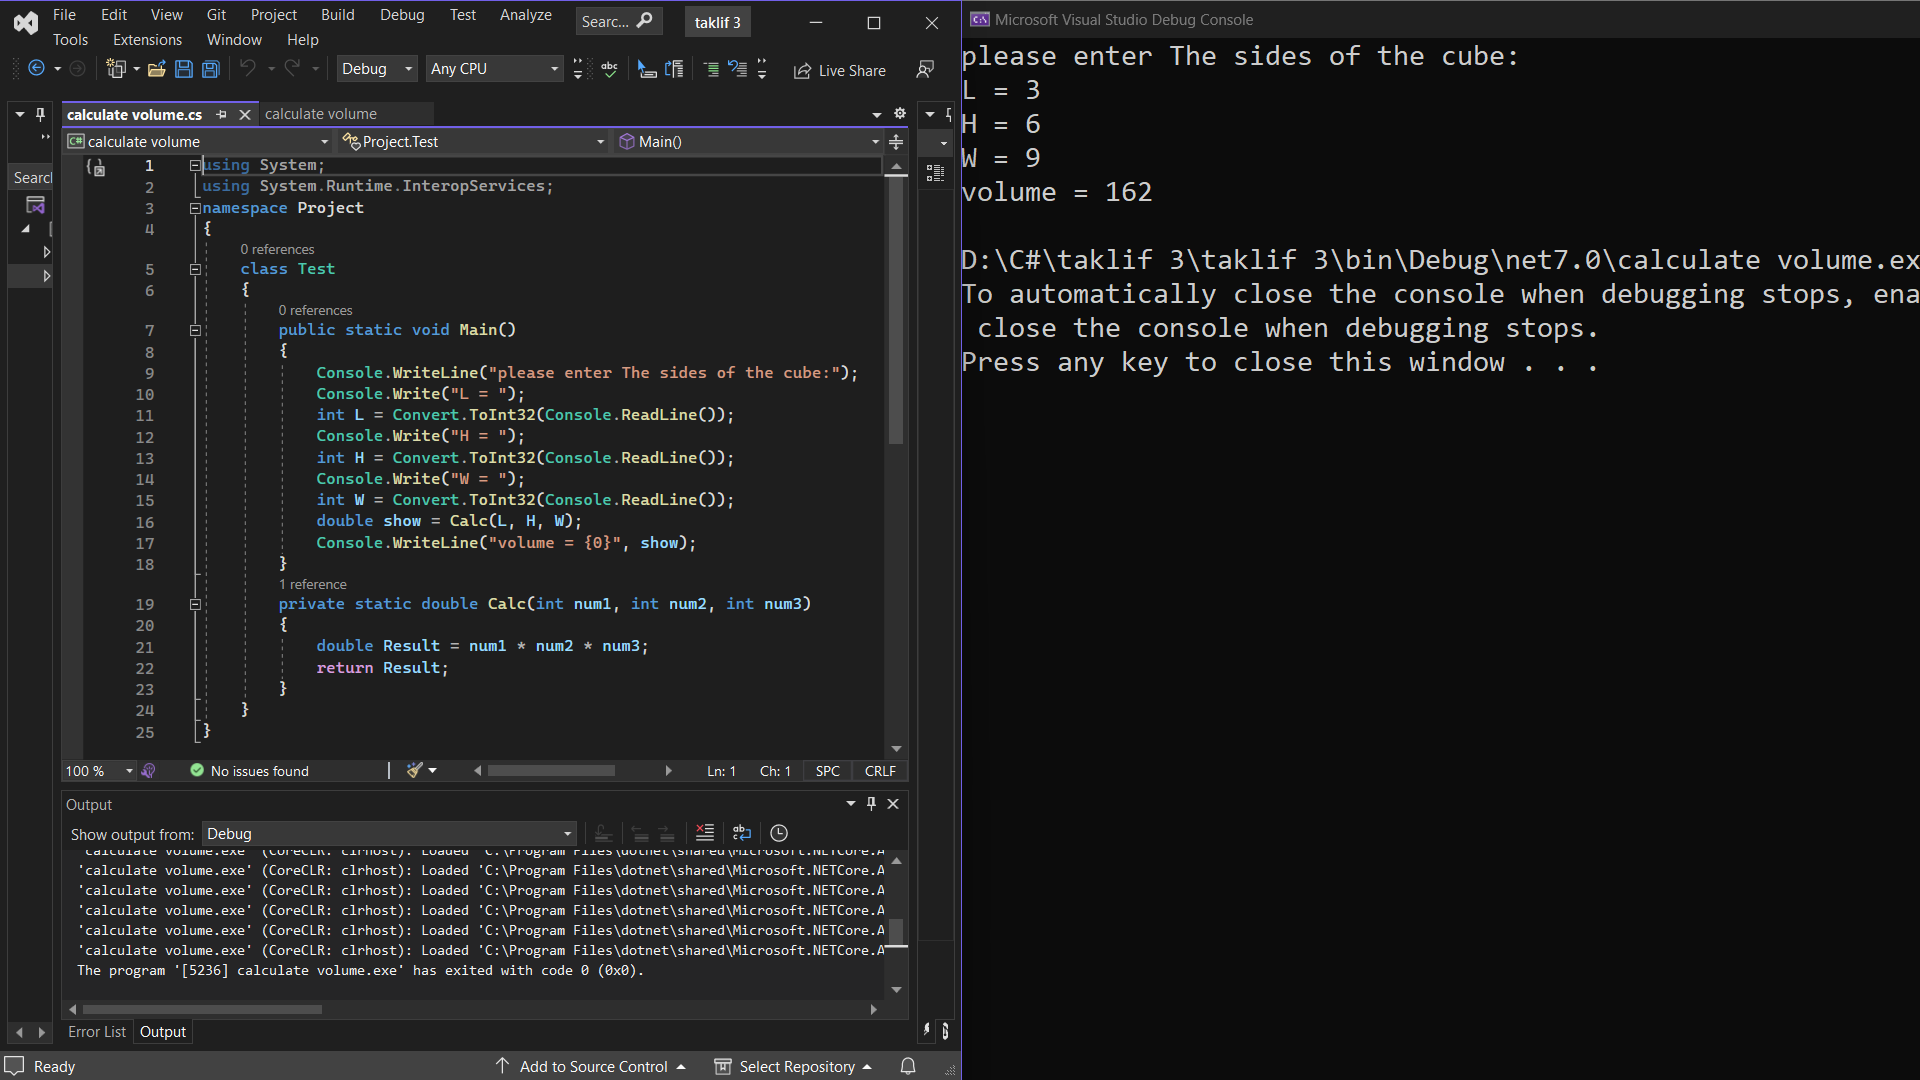 File Edit View Git Project Build Debug Test Analyze Searc... taklif 3
Tools Extensions Window Help
Debug Any CPU Live Share
calculate volume.cs calculate volume
C# calculate volume Project.Test Main()
Search
1 using System;
2 using System.Runtime.InteropServices;
3 namespace Project
4 {
0 references
5 class Test
6 {
0 references
7 public static void Main()
8 {
9 Console.WriteLine("please enter The sides of the cube:");
10 Console.Write("L = ");
11 int L = Convert.ToInt32(Console.ReadLine());
12 Console.Write("H = ");
13 int H = Convert.ToInt32(Console.ReadLine());
14 Console.Write("W = ");
15 int W = Convert.ToInt32(Console.ReadLine());
16 double show = Calc(L, H, W);
17 Console.WriteLine("volume = {0}", show);
18 }
1 reference
19 private static double Calc(int num1, int num2, int num3)
20 {
21 double Result = num1 * num2 * num3;
22 return Result;
23 }
24 }
25 }
100 % No issues found Ln: 1 Ch: 1 SPC CRLF
Output
Show output from: Debug
'calculate volume.exe' (CoreCLR: clrhost): Loaded 'C:\Program Files\dotnet\shared\Microsoft.NETCore.A
'calculate volume.exe' (CoreCLR: clrhost): Loaded 'C:\Program Files\dotnet\shared\Microsoft.NETCore.A
'calculate volume.exe' (CoreCLR: clrhost): Loaded 'C:\Program Files\dotnet\shared\Microsoft.NETCore.A
'calculate volume.exe' (CoreCLR: clrhost): Loaded 'C:\Program Files\dotnet\shared\Microsoft.NETCore.A
'calculate volume.exe' (CoreCLR: clrhost): Loaded 'C:\Program Files\dotnet\shared\Microsoft.NETCore.A
'calculate volume.exe' (CoreCLR: clrhost): Loaded 'C:\Program Files\dotnet\shared\Microsoft.NETCore.A
The program '[5236] calculate volume.exe' has exited with code 0 (0x0).
Error List Output
Ready Add to Source Control Select Repository
Microsoft Visual Studio Debug Console
please enter The sides of the cube:
L = 3
H = 6
W = 9
volume = 162
D:\C#\taklif 3\taklif 3\bin\Debug\net7.0\calculate volume.ex
To automatically close the console when debugging stops, ena
close the console when debugging stops.
Press any key to close this window . . .